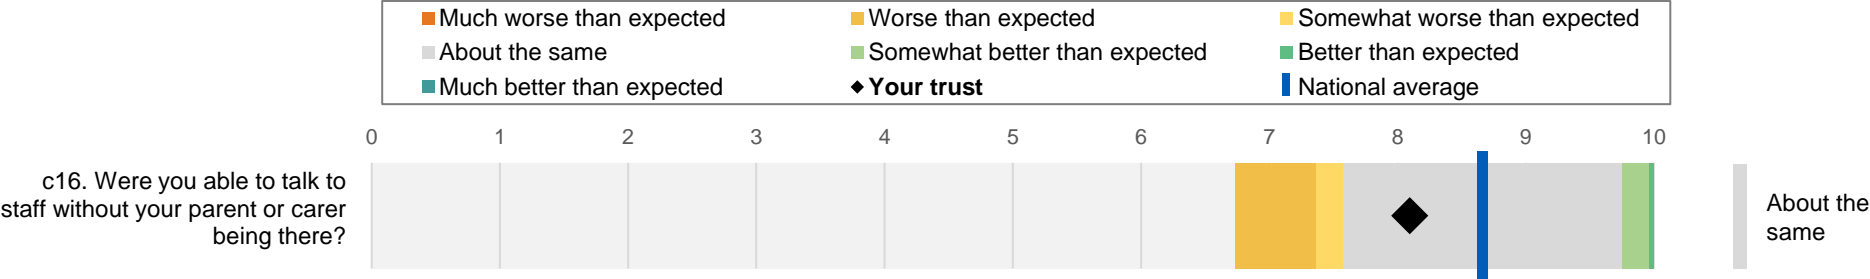 Much worse than expected
Worse than expected
Somewhat worse than expected
About the same
Somewhat better than expected
Better than expected
Much better than expected
Your trust
National average
0 1 2 3 4 5 6 7 8 9 10
c16. Were you able to talk to
staff without your parent or carer
being there?
About the
same